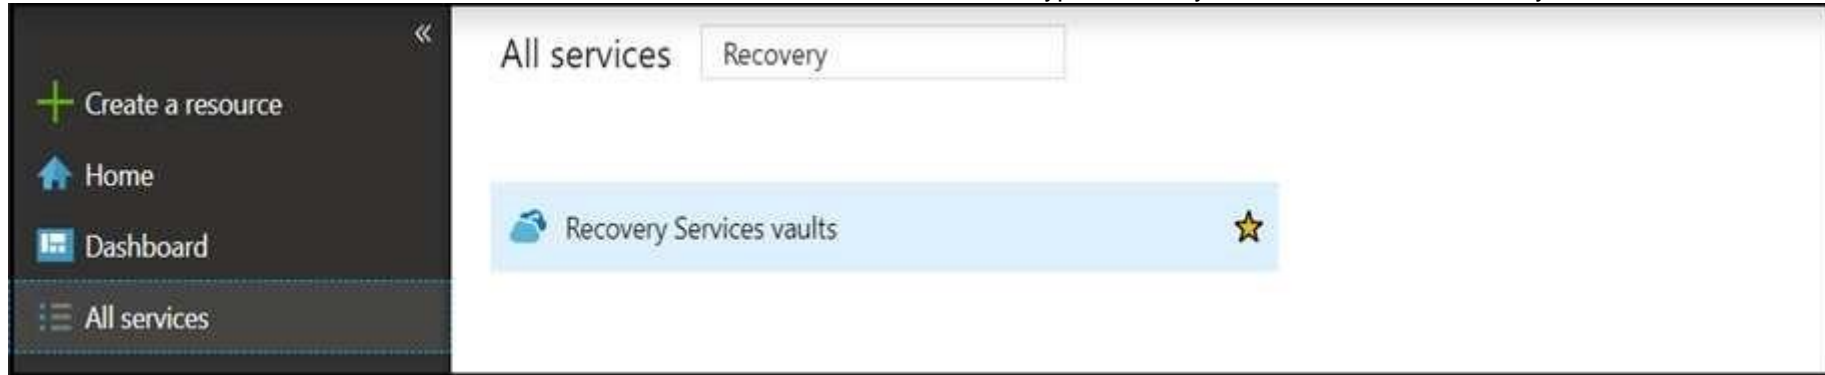 «
All services Recovery
Create a resource
Home
Recovery Services vaults
Dashboard
All services